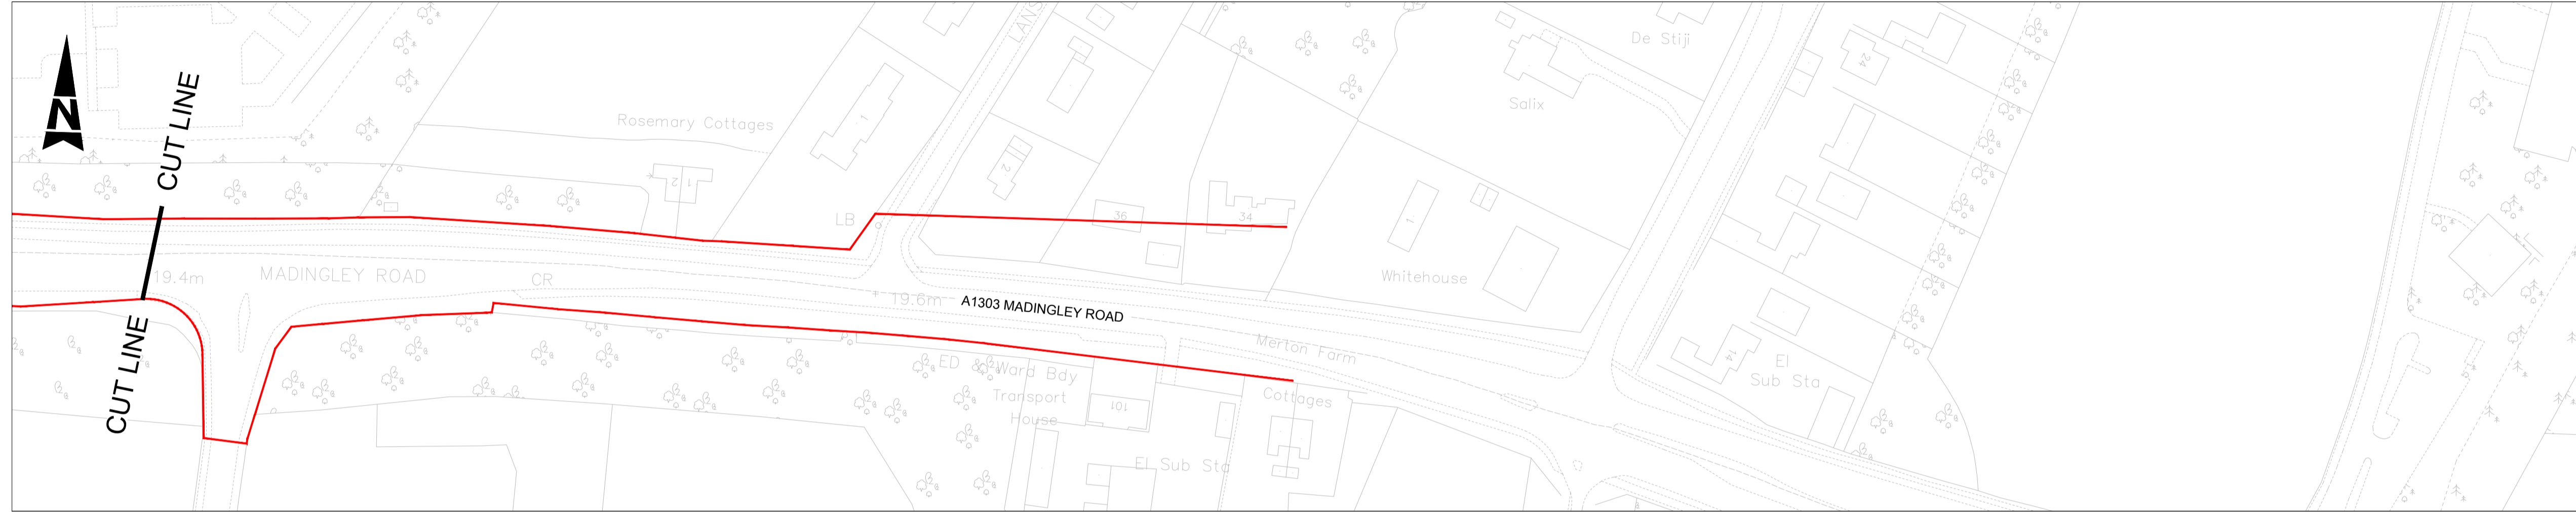 N
CUT LINE
CUT LINE
De Stiji
Salix
24
Rosemary Cottages
1
2
2 1
LB
36
34
1
Whitehouse
19.4m
MADINGLEY ROAD
CR
19.6m
A1303 MADINGLEY ROAD
Merton Farm
Cottages
ED & Ward Bdy
Transport
House
101
El Sub Sta
14
El
Sub Sta